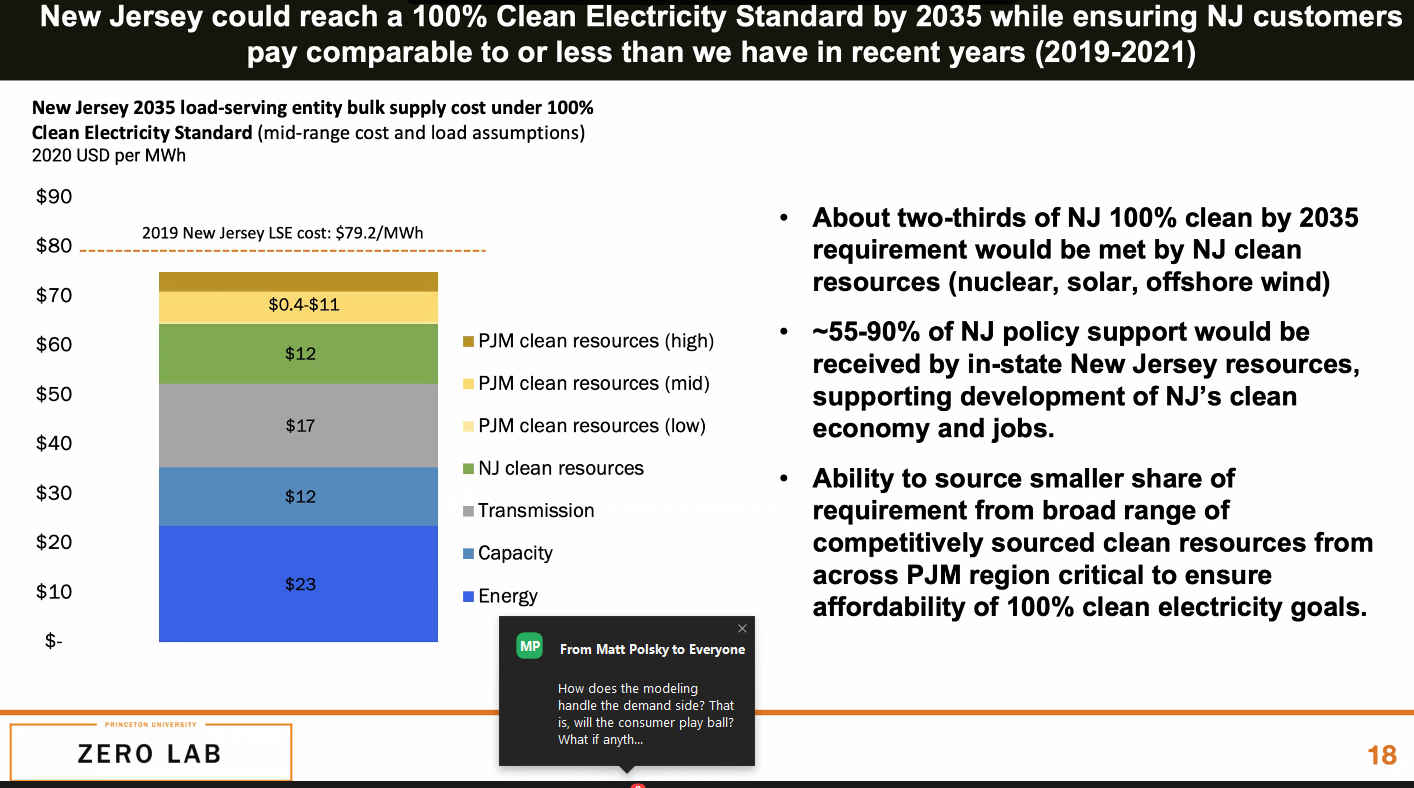 New Jersey could reach a 100% Clean Electricity Standard by 2035 while ensuring NJ customers
pay comparable to or less than we have in recent years (2019-2021)
New Jersey 2035 load-serving entity bulk supply cost under 100%
Clean Electricity Standard (mid-range cost and load assumptions)
2020 USD per MWh
$90
$80
$70
$60
$50
$40
$30
$20
$10
$-
2019 New Jersey LSE cost: $79.2/MWh
$0.4-$11
$12
$17
$12
$23
PJM clean resources (high)
PJM clean resources (mid)
PJM clean resources (low)
NJ clean resources
Transmission
Capacity
Energy
• About two-thirds of NJ 100% clean by 2035
requirement would be met by NJ clean
resources (nuclear, solar, offshore wind)
• ~55-90% of NJ policy support would be
received by in-state New Jersey resources,
supporting development of NJ’s clean
economy and jobs.
• Ability to source smaller share of
requirement from broad range of
competitively sourced clean resources from
across PJM region critical to ensure
affordability of 100% clean electricity goals.
MP
From Matt Polsky to Everyone
How does the modeling
handle the demand side? That
is, will the consumer play ball?
What if anyth...
PRINCETON UNIVERSITY
ZERO LAB
18